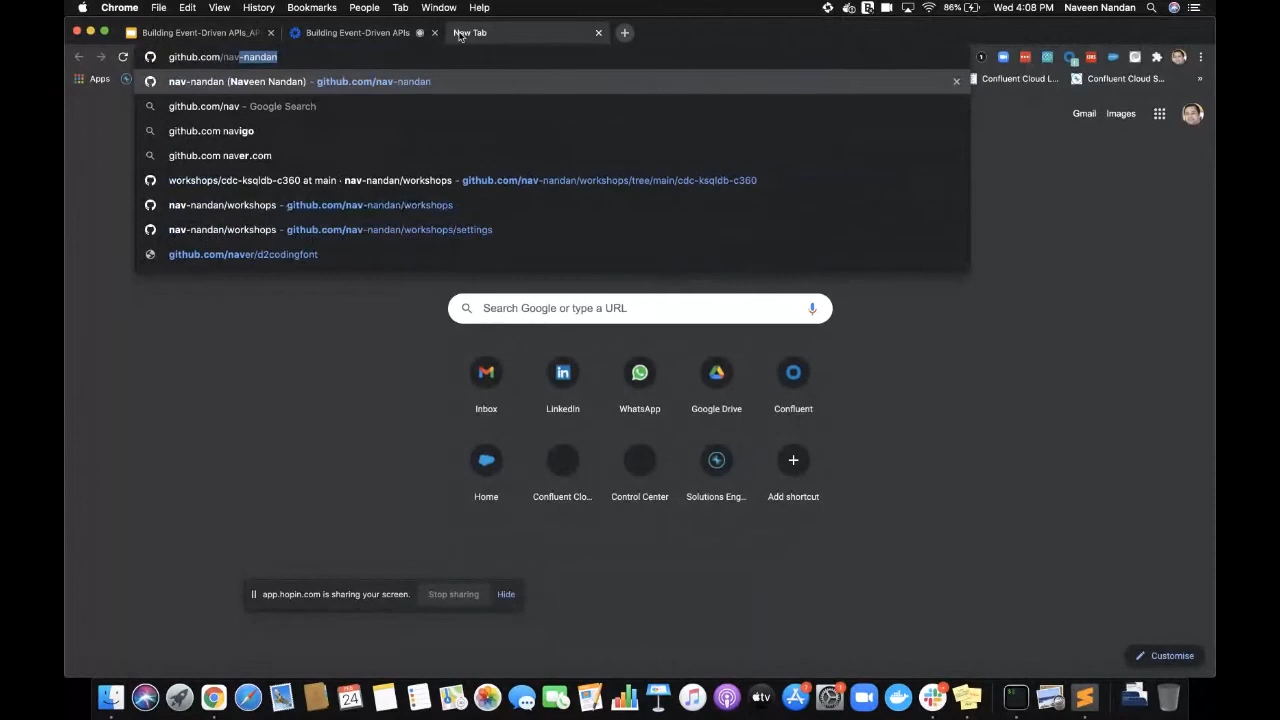 Chrome File Edit View History Bookmarks People Tab Window Help 86% Wed 4:08 PM Naveen Nandan
Building Event-Driven APIs_AP Building Event-Driven APIs New Tab
github.com/nav-nandan
Apps Confluent Cloud L... Confluent Cloud S...
nav-nandan (Naveen Nandan) - github.com/nav-nandan
github.com/nav - Google Search
github.com navigo
github.com naver.com
workshops/cdc-ksqldb-c360 at main · nav-nandan/workshops - github.com/nav-nandan/workshops/tree/main/cdc-ksqldb-c360
nav-nandan/workshops - github.com/nav-nandan/workshops
nav-nandan/workshops - github.com/nav-nandan/workshops/settings
github.com/naver/d2codingfont
Gmail Images
Search Google or type a URL
Inbox LinkedIn WhatsApp Google Drive Confluent
Home Confluent Clo... Control Center Solutions Eng... Add shortcut
app.hopin.com is sharing your screen. Stop sharing Hide
Customise